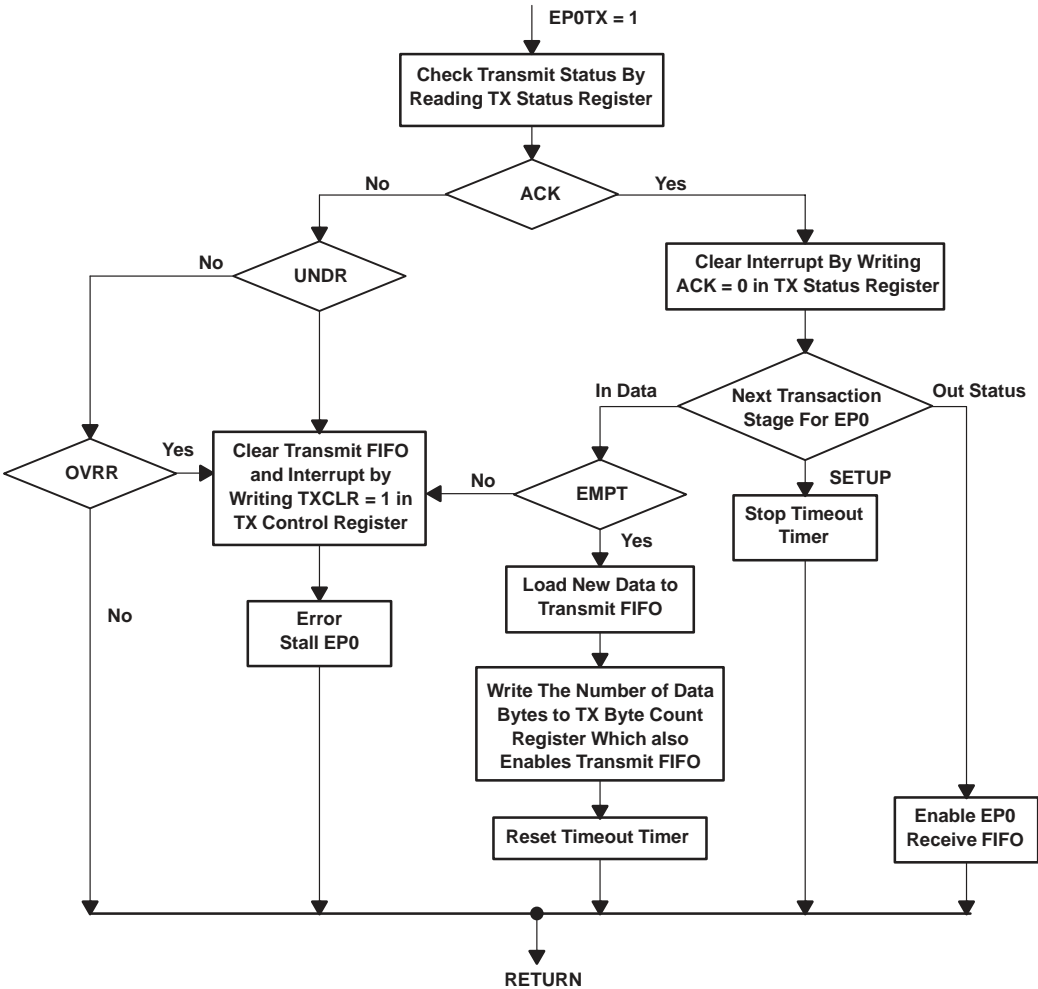 EP0TX = 1
Check Transmit Status By
Reading TX Status Register
No
ACK
Yes
No
UNDR
Clear Interrupt By Writing
ACK = 0 in TX Status Register
In Data
Next Transaction
Stage For EP0
Out Status
OVRR
Yes
Clear Transmit FIFO
and Interrupt by
Writing TXCLR = 1 in
TX Control Register
No
EMPT
SETUP
Stop Timeout
Timer
Yes
Load New Data to
Transmit FIFO
No
Error
Stall EP0
Write The Number of Data
Bytes to TX Byte Count
Register Which also
Enables Transmit FIFO
Enable EP0
Receive FIFO
Reset Timeout Timer
RETURN